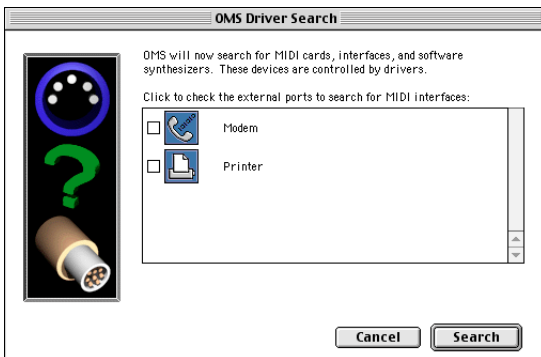 OMS Driver Search
OMS will now search for MIDI cards, interfaces, and software
synthesizers. These devices are controlled by drivers.
Click to check the external ports to search for MIDI interfaces:
Modem
Printer
Cancel Search